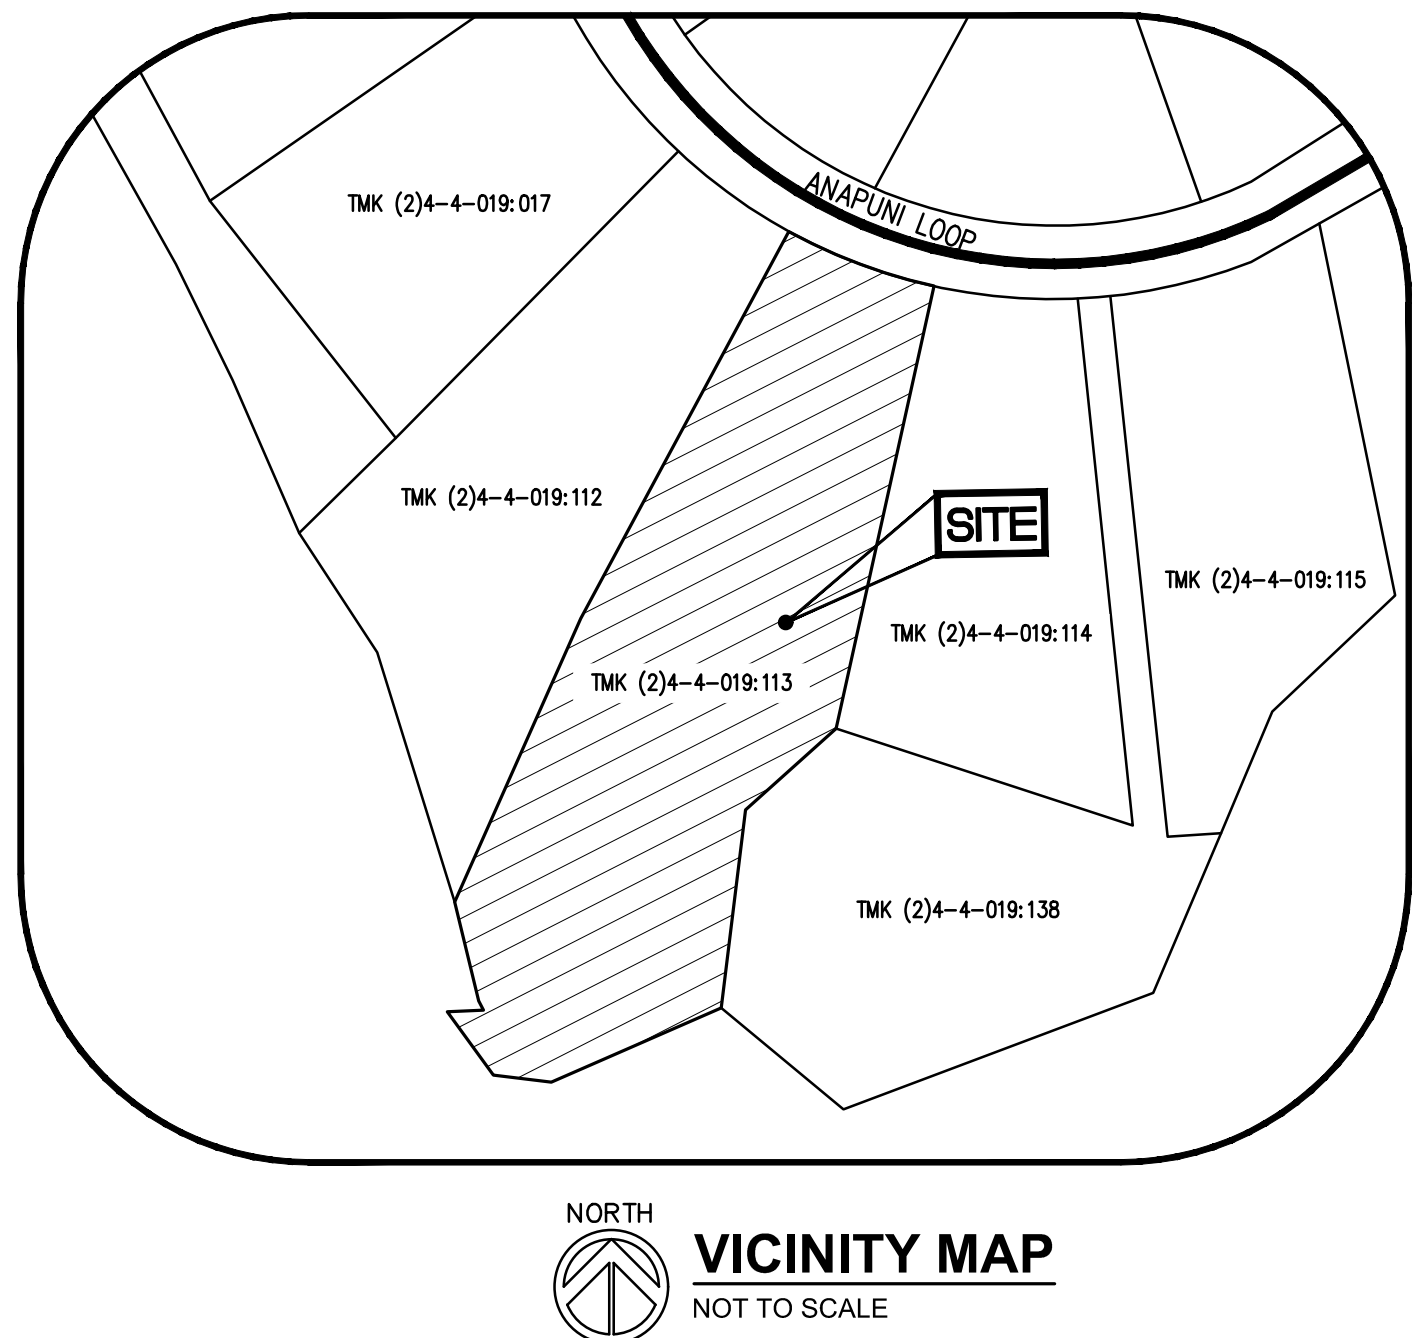 ANAPUNI LOOP
TMK (2)4-4-019:017
TMK (2)4-4-019:112
SITE
TMK (2)4-4-019:115
TMK (2)4-4-019:114
TMK (2)4-4-019:113
TMK (2)4-4-019:138
NORTH
VICINITY MAP
NOT TO SCALE